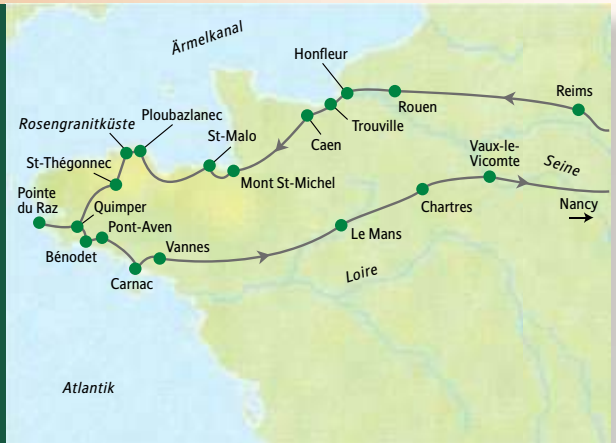 Ärmelkanal
Honfleur
Reims
Rouen
Trouville
Caen
Rosengranitküste
Ploubazlanec
St-Malo
St-Thégonnec
Mont St-Michel
Vaux-le-
Vicomte
Seine
Pointe
du Raz
Quimper
Chartres
Nancy
Pont-Aven
Bénodet
Vannes
Le Mans
Carnac
Loire
Atlantik